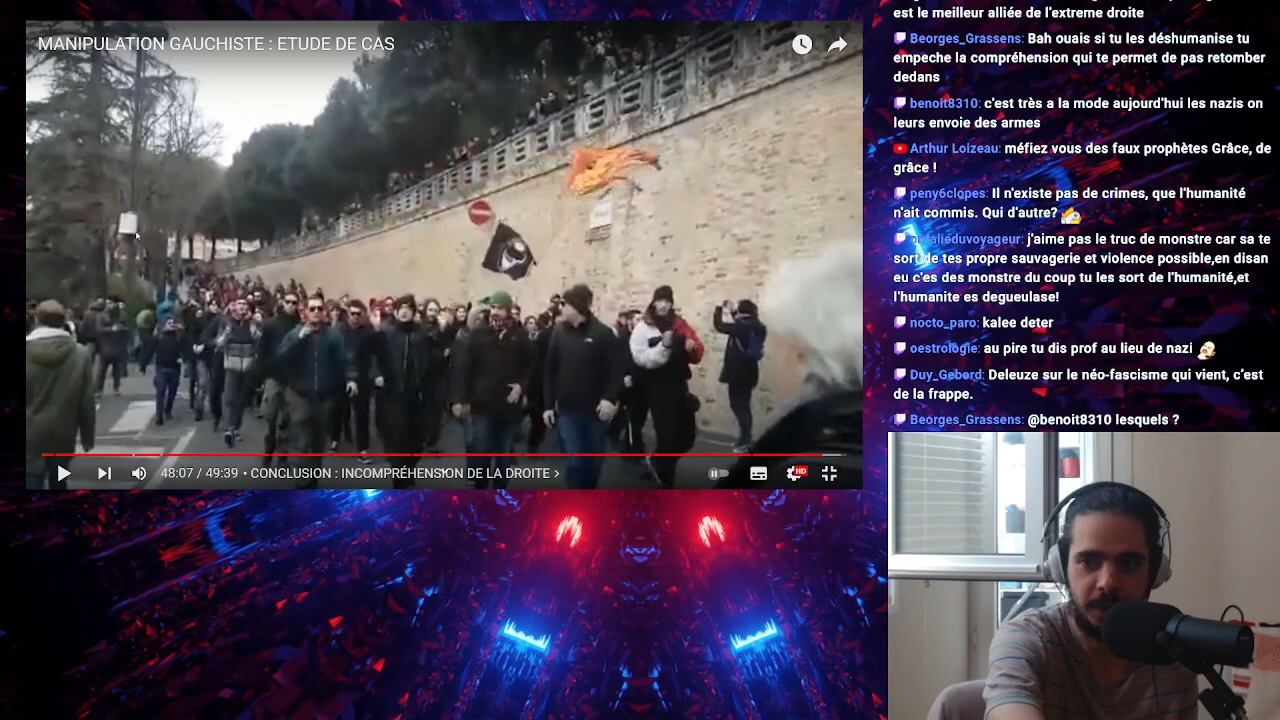 MANIPULATION GAUCHISTE : ETUDE DE CAS
48:07 / 49:39 • CONCLUSION : INCOMPRÉHENSION DE LA DROITE >
HD
est le meilleur alliée de l'extreme droite
Beorges_Grassens: Bah ouais si tu les déshumanise tu
empeche la compréhension qui te permet de pas retomber
dedans
benoit8310: c'est très a la mode aujourd'hui les nazis on
leurs envoie des armes
Arthur Loizeau: méfiez vous des faux prophètes Grâce, de
grâce !
peny6clopes: Il n'existe pas de crimes, que l'humanité
n'ait commis. Qui d'autre?
j'aime pas le truc de monstre car sa te
sort de tes propre sauvagerie et violence possible,en disan
eu c'es des monstre du coup tu les sort de l'humanité,et
l'humanite es degueulase!
nocto_paro: kalee deter
oestrologie: au pire tu dis prof au lieu de nazi
Duy_Gebord: Deleuze sur le néo-fascisme qui vient, c'est
de la frappe.
Beorges_Grassens: @benoit8310 lesquels ?